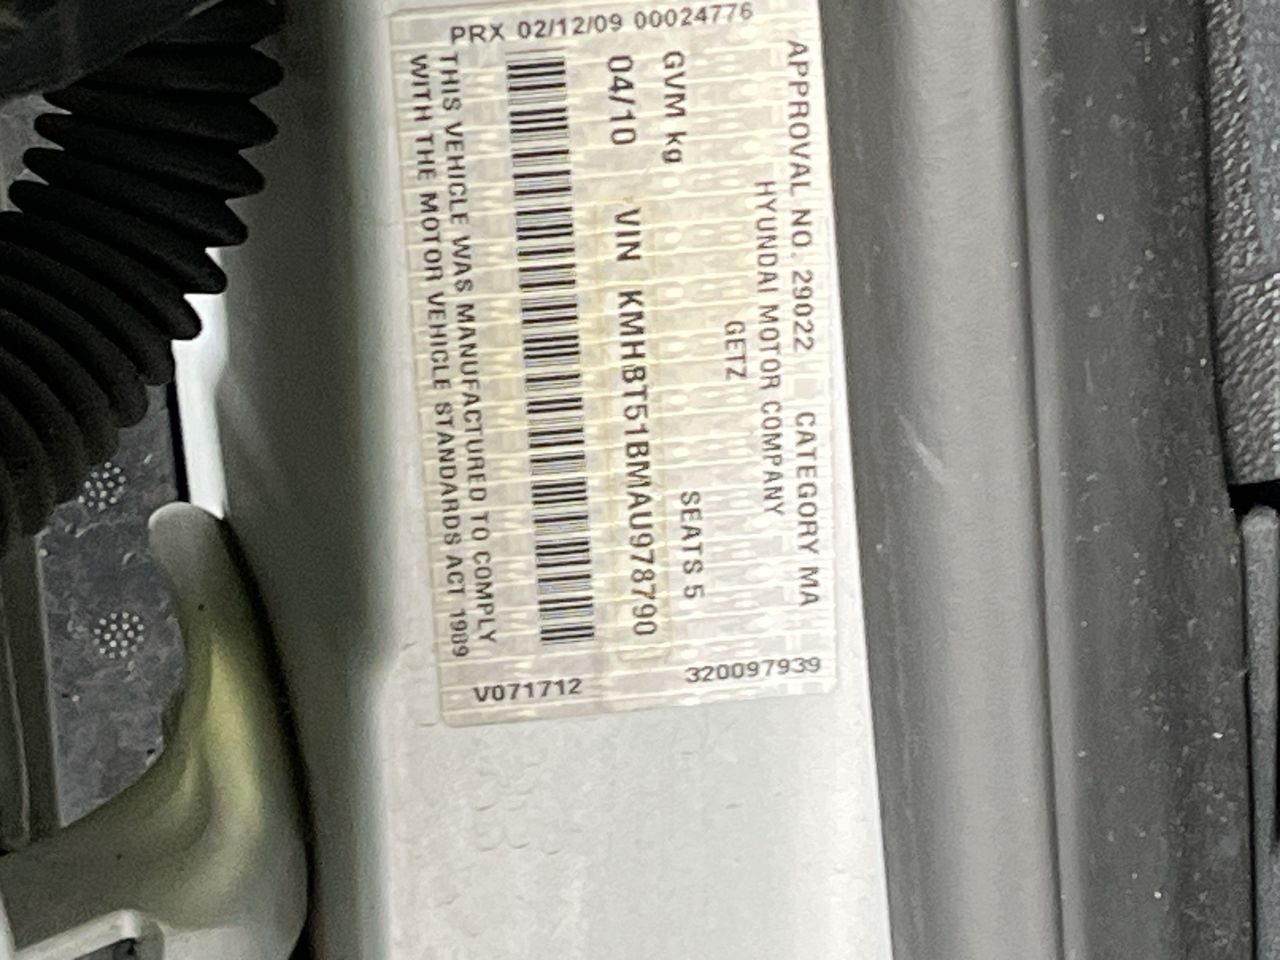 PRX 02/12/09 00024776
APPROVAL NO. 29022 CATEGORY MA
HYUNDAI MOTOR COMPANY
GETZ
GVM kg SEATS 5
04/10 VIN KMHBT51BMAU978790
THIS VEHICLE WAS MANUFACTURED TO COMPLY
WITH THE MOTOR VEHICLE STANDARDS ACT 1989
320097939
V071712